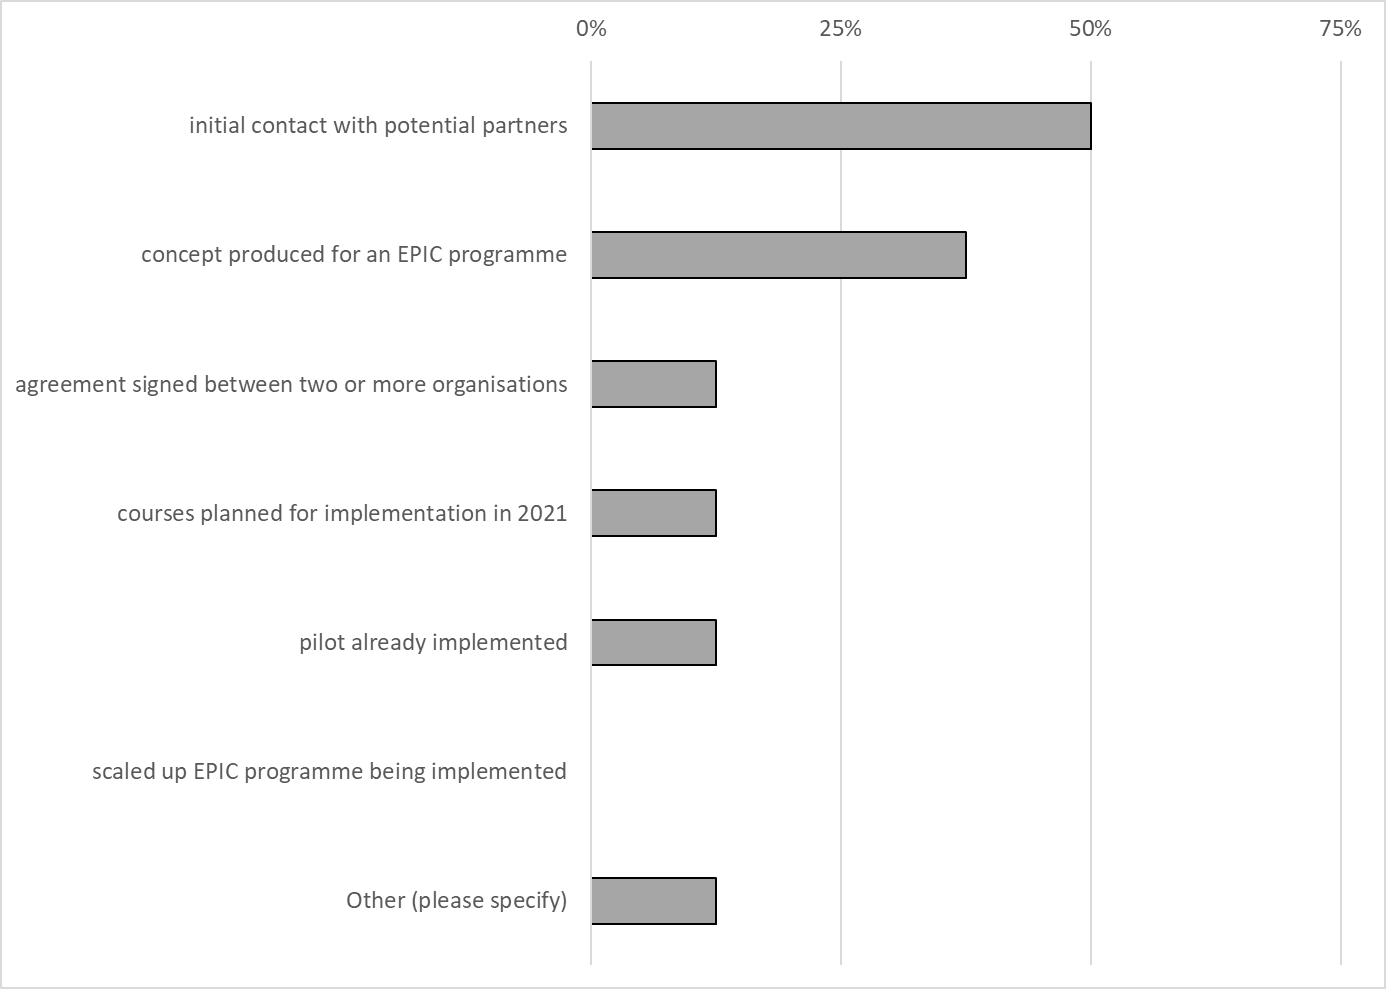 0% 25% 50% 75%
initial contact with potential partners
concept produced for an EPIC programme
agreement signed between two or more organisations
courses planned for implementation in 2021
pilot already implemented
scaled up EPIC programme being implemented
Other (please specify)